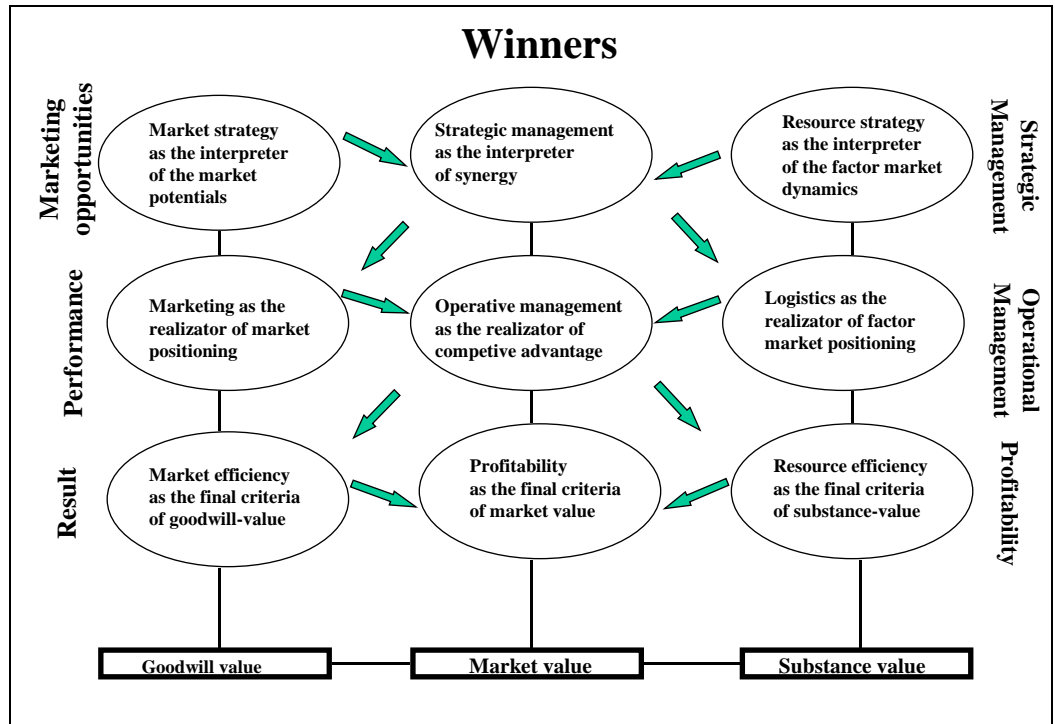 Winners
Marketing
opportunities
Market strategy
as the interpreter
of the market
potentials
Strategic management
as the interpreter
of synergy
Resource strategy
as the interpreter
of the factor market
dynamics
Strategic
Management
Performance
Marketing as the
realizator of market
positioning
Operative management
as the realizator of
competive advantage
Logistics as the
realizator of factor
market positioning
Operational
Management
Result
Market efficiency
as the final criteria
of goodwill-value
Profitability
as the final criteria
of market value
Resource efficiency
as the final criteria
of substance-value
Profitability
Goodwill value
Market value
Substance value